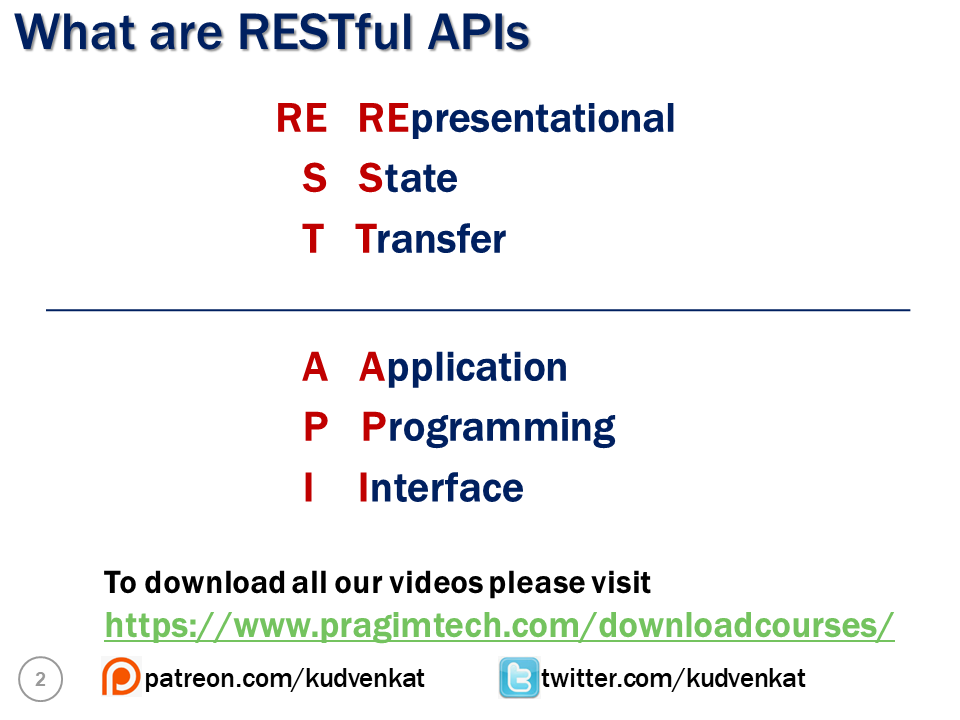 What are RESTful APIs
RE REpresentational
S State
T Transfer
A Application
P Programming
I Interface
To download all our videos please visit
https://www.pragimtech.com/downloadcourses/
2 patreon.com/kudvenkat twitter.com/kudvenkat